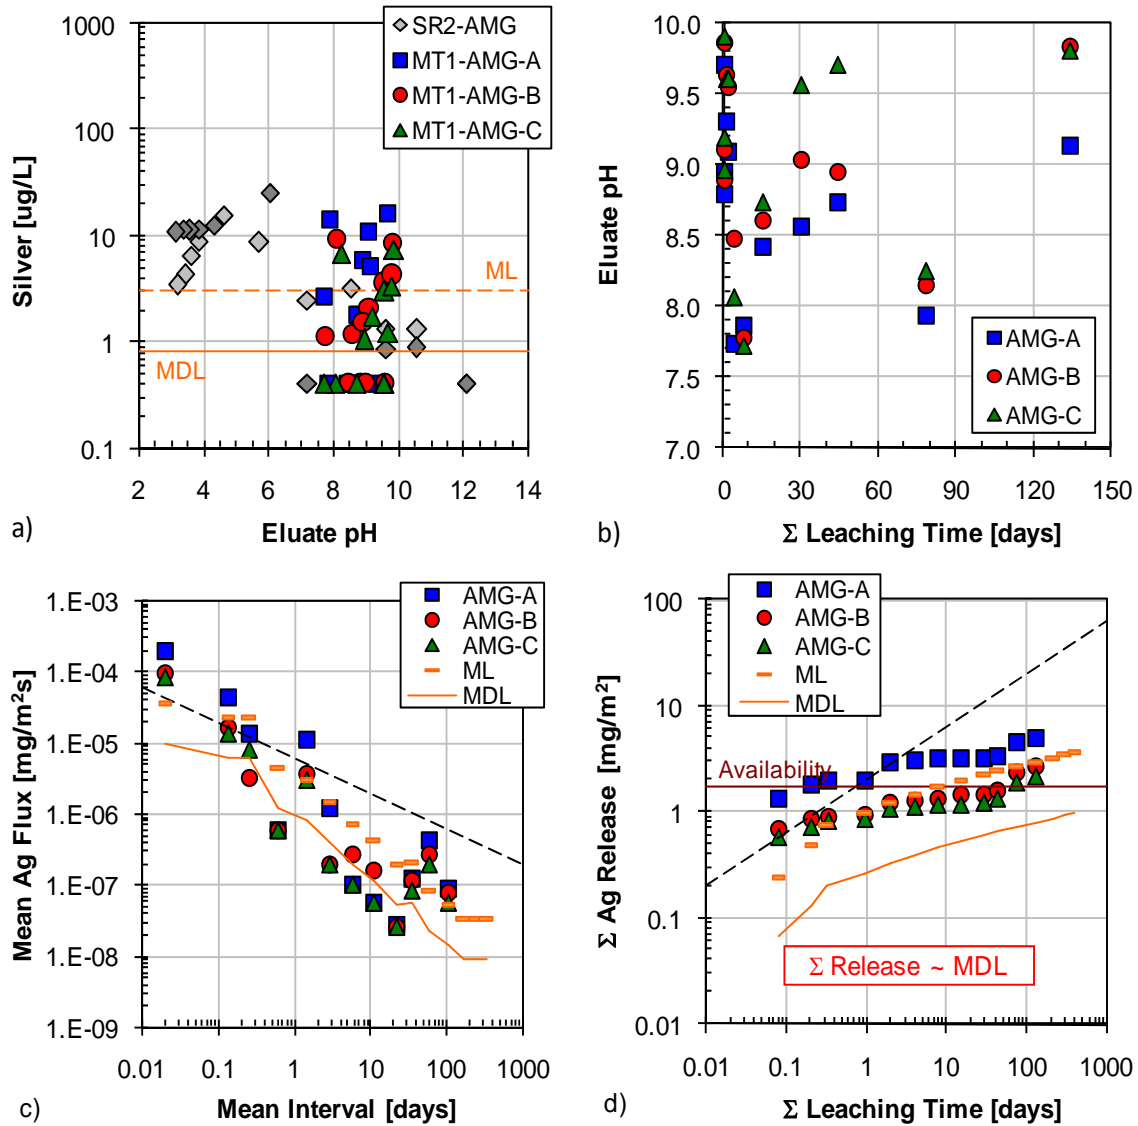 1000
100
10
1
0.1
Silver [ug/L]
SR2-AMG
MT1-AMG-A
MT1-AMG-B
MT1-AMG-C
ML
MDL
2 4 6 8 10 12 14
Eluate pH
a)
10.0
9.5
9.0
8.5
8.0
7.5
7.0
Eluate pH
AMG-A
AMG-B
AMG-C
0 30 60 90 120 150
Σ Leaching Time [days]
b)
1.E-03
1.E-04
1.E-05
1.E-06
1.E-07
1.E-08
1.E-09
Mean Ag Flux [mg/m²s]
AMG-A
AMG-B
AMG-C
ML
MDL
0.01 0.1 1 10 100 1000
Mean Interval [days]
c)
100
10
1
0.1
0.01
Σ Ag Release [mg/m²]
AMG-A
AMG-B
AMG-C
ML
MDL
Availability
Σ Release ~ MDL
0.01 0.1 1 10 100 1000
Σ Leaching Time [days]
d)